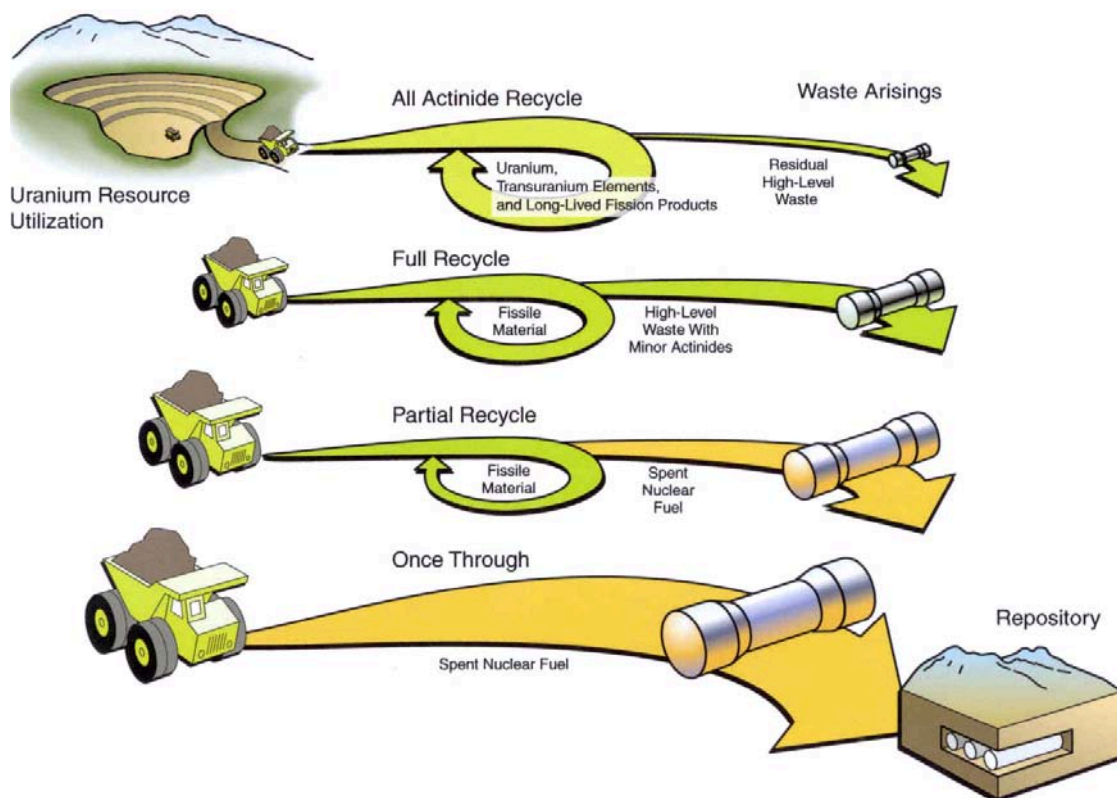 All Actinide Recycle
Waste Arisings
Uranium Resource
Utilization
Uranium,
Transuranium Elements,
and Long-Lived Fission Products
Residual
High-Level
Waste
Full Recycle
Fissile
Material
High-Level
Waste With
Minor Actinides
Partial Recycle
Fissile
Material
Spent
Nuclear
Fuel
Once Through
Spent Nuclear Fuel
Repository